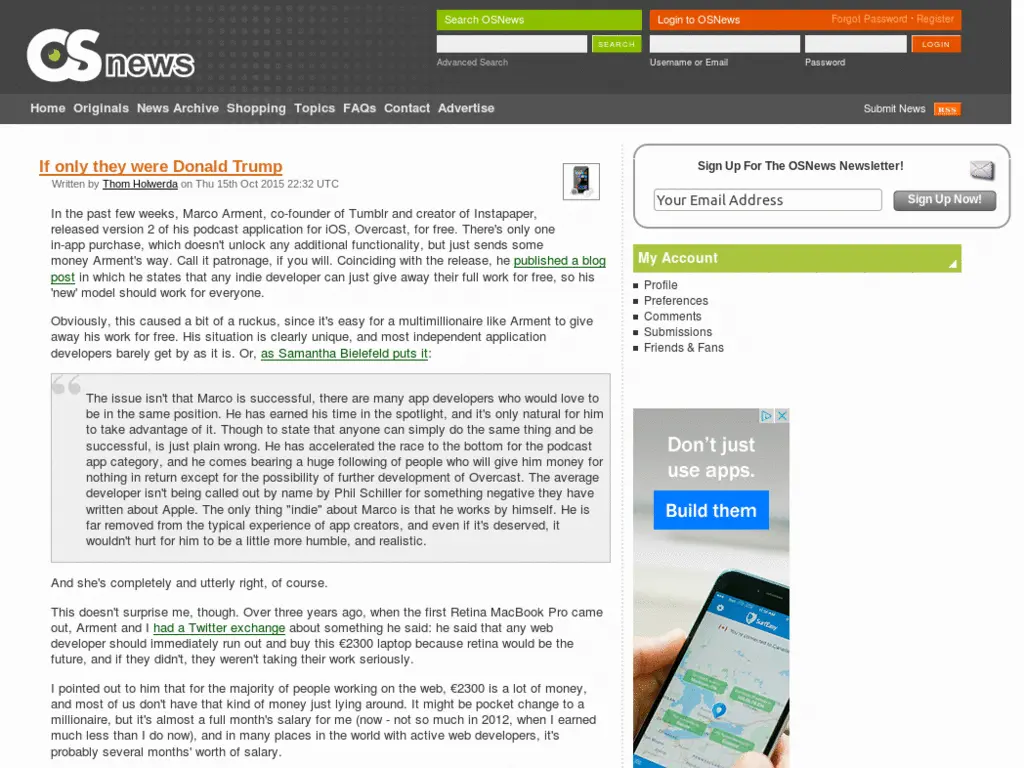 OSnews
Search OSNews
SEARCH
Advanced Search
Login to OSNews
Forgot Password • Register
LOGIN
Username or Email
Password
Home Originals News Archive Shopping Topics FAQs Contact Advertise
Submit News RSS
If only they were Donald Trump
Written by Thom Holwerda on Thu 15th Oct 2015 22:32 UTC
In the past few weeks, Marco Arment, co-founder of Tumblr and creator of Instapaper,
released version 2 of his podcast application for iOS, Overcast, for free. There's only one
in-app purchase, which doesn't unlock any additional functionality, but just sends some
money Arment's way. Call it patronage, if you will. Coinciding with the release, he published a blog
post in which he states that any indie developer can just give away their full work for free, so his
'new' model should work for everyone.
Obviously, this caused a bit of a ruckus, since it's easy for a multimillionaire like Arment to give
away his work for free. His situation is clearly unique, and most independent application
developers barely get by as it is. Or, as Samantha Bielefeld puts it:
The issue isn't that Marco is successful, there are many app developers who would love to
be in the same position. He has earned his time in the spotlight, and it's only natural for him
to take advantage of it. Though to state that anyone can simply do the same thing and be
successful, is just plain wrong. He has accelerated the race to the bottom for the podcast
app category, and he comes bearing a huge following of people who will give him money for
nothing in return except for the possibility of further development of Overcast. The average
developer isn't being called out by name by Phil Schiller for something negative they have
written about Apple. The only thing "indie" about Marco is that he works by himself. He is
far removed from the typical experience of app creators, and even if it's deserved, it
wouldn't hurt for him to be a little more humble, and realistic.
And she's completely and utterly right, of course.
This doesn't surprise me, though. Over three years ago, when the first Retina MacBook Pro came
out, Arment and I had a Twitter exchange about something he said: he said that any web
developer should immediately run out and buy this €2300 laptop because retina would be the
future, and if they didn't, they weren't taking their work seriously.
I pointed out to him that for the majority of people working on the web, €2300 is a lot of money,
and most of us don't have that kind of money just lying around. It might be pocket change to a
millionaire, but it's almost a full month's salary for me (now - not so much in 2012, when I earned
much less than I do now), and in many places in the world with active web developers, it's
probably several months' worth of salary.
Sign Up For The OSNews Newsletter!
Your Email Address
Sign Up Now!
My Account
Profile
Preferences
Comments
Submissions
Friends & Fans
Don't just
use apps.
Build them
SurfEasy